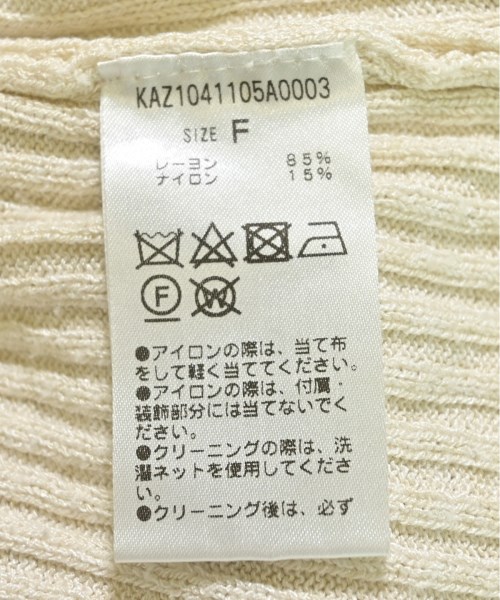 KAZ1041105A0003
SIZE F
レーヨン 85%
ナイロン 15%
F W
●アイロンの際は、当て布
をして軽く当ててください。
●アイロンの際は、付属・
装飾部分には当てないでく
ださい。
●クリーニングの際は、洗
濯ネットを使用してくださ
い。
●クリーニング後は、必ず